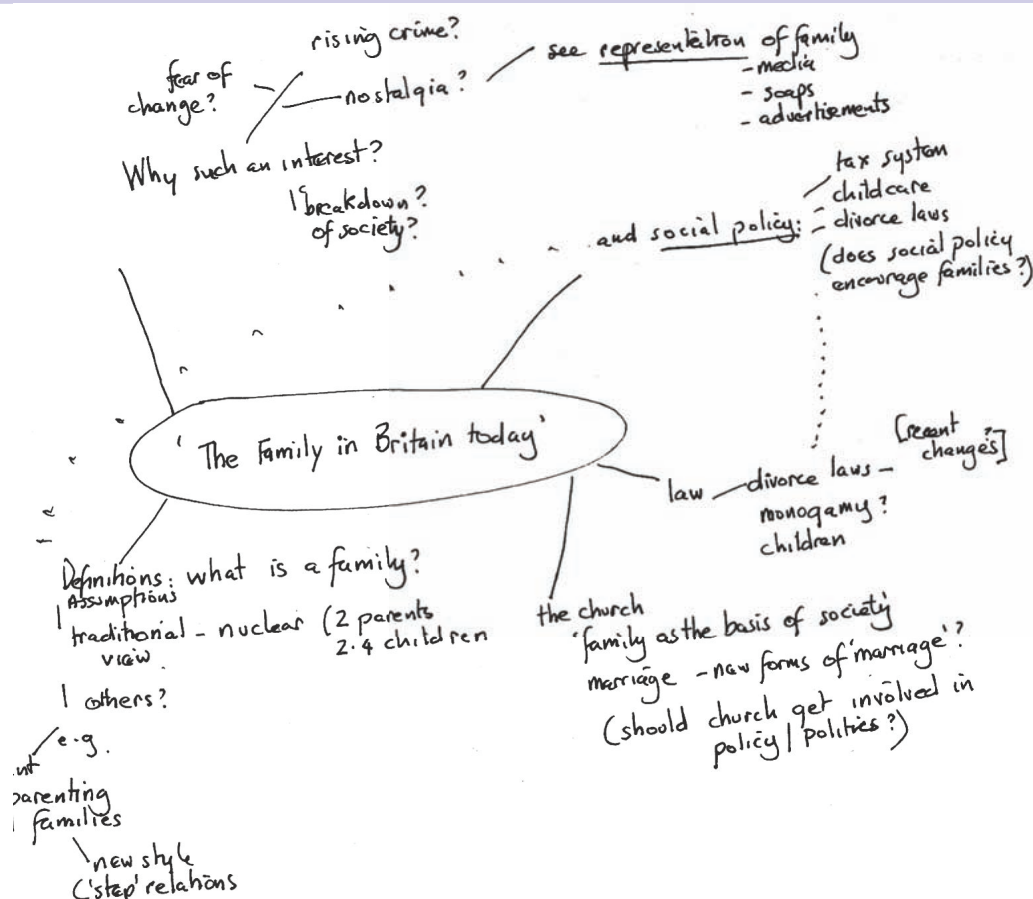 rising crime?
fear of
change?
nostalgia?
see representation of family
- media
- soaps
- advertisements
Why such an interest?
breakdown?
of society?
and social policy:
tax system
- childcare
- divorce laws
(does social policy
encourage families?)
'The Family in Britain today'
law
divorce laws -
[recent
changes?]
monogamy?
children
Definitions: what is a family?
Assumptions
traditional - nuclear (2 parents
view
2.4 children
others?
e.g.
parenting
families
new style
('step' relations
the church
'family as the basis of society
marriage - new forms of 'marriage'?
(should church get involved in
policy / politics?)